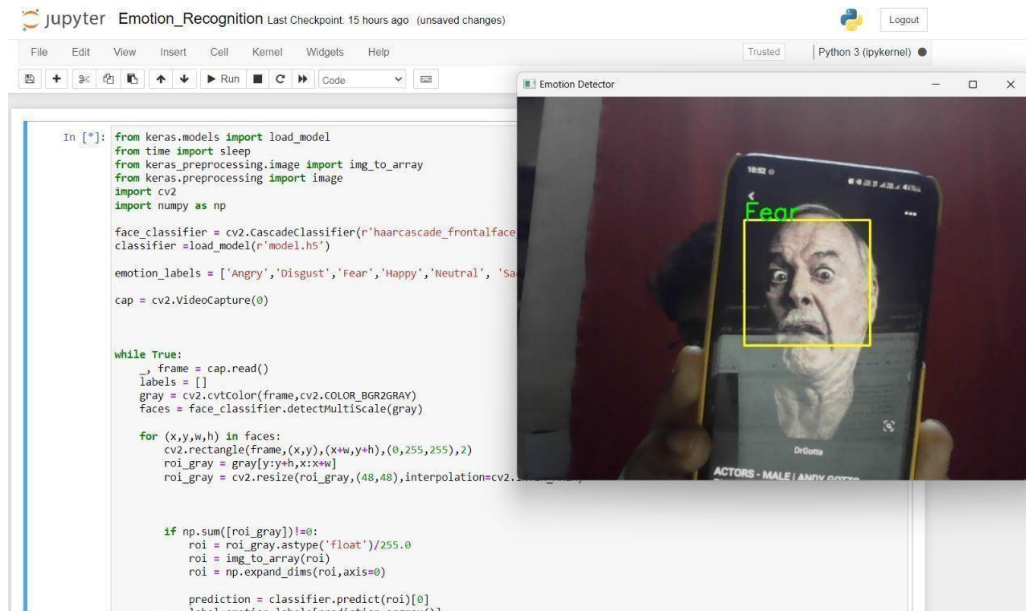 jupyter Emotion_Recognition Last Checkpoint: 15 hours ago (unsaved changes)
Logout
File Edit View Insert Cell Kernel Widgets Help
Trusted
Python 3 (ipykernel)
Run
Code
Emotion Detector
In [*]:
from keras.models import load_model
from time import sleep
from keras_preprocessing.image import img_to_array
from keras.preprocessing import image
import cv2
import numpy as np
face_classifier = cv2.CascadeClassifier(r'haarcascade_frontalface_
classifier =load_model(r'model.h5')
emotion_labels = ['Angry','Disgust','Fear','Happy','Neutral', 'Sa
cap = cv2.VideoCapture(0)
while True:
_, frame = cap.read()
labels = []
gray = cv2.cvtColor(frame,cv2.COLOR_BGR2GRAY)
faces = face_classifier.detectMultiScale(gray)
for (x,y,w,h) in faces:
cv2.rectangle(frame,(x,y),(x+w,y+h),(0,255,255),2)
roi_gray = gray[y:y+h,x:x+w]
roi_gray = cv2.resize(roi_gray,(48,48),interpolation=cv2.
if np.sum([roi_gray])!=0:
roi = roi_gray.astype('float')/255.0
roi = img_to_array(roi)
roi = np.expand_dims(roi,axis=0)
prediction = classifier.predict(roi)[0]
10:52
Fear
DrGotta
ACTORS - MALE | ANDY GOTTS